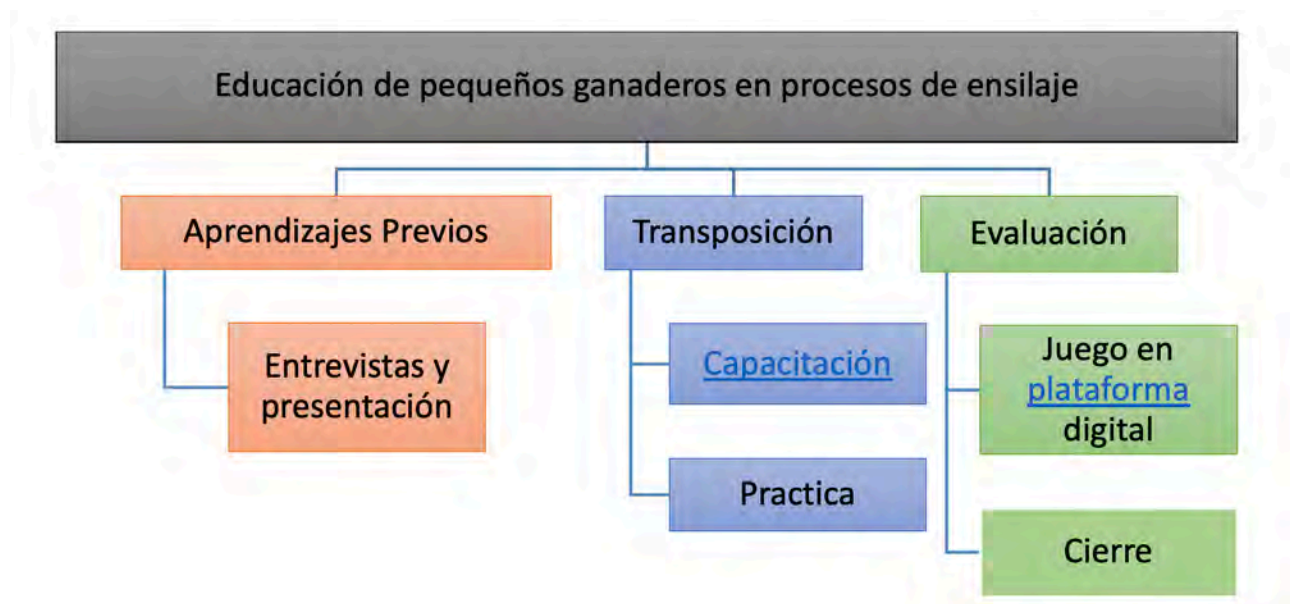 Educación de pequeños ganaderos en procesos de ensilaje
Aprendizajes Previos
Entrevistas y
presentación
Transposición
Capacitación
Practica
Evaluación
Juego en
plataforma
digital
Cierre